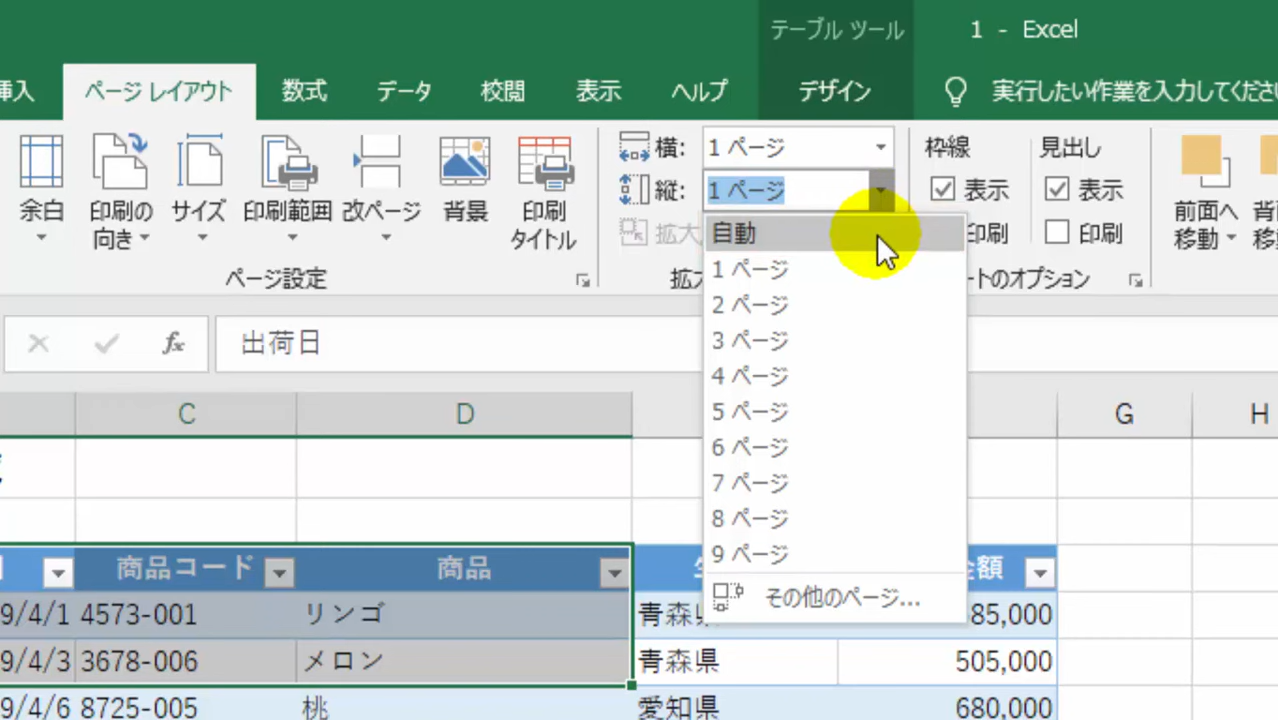 テーブル ツール
1 - Excel
挿入
ページ レイアウト
数式
データ
校閲
表示
ヘルプ
デザイン
実行したい作業を入力してくださ
余白
印刷の
向き
サイズ
印刷範囲
改ページ
背景
印刷
タイトル
ページ設定
横:
1 ページ
縦:
1 ページ
拡大
拡大
自動
1 ページ
2 ページ
3 ページ
4 ページ
5 ページ
6 ページ
7 ページ
8 ページ
9 ページ
その他のページ...
枠線
表示
印刷
見出し
表示
印刷
ートのオプション
前面へ
移動
背
移
fx
出荷日
C
D
G
H
商品コード
商品
金額
9/4/1
4573-001
リンゴ
青森県
85,000
9/4/3
3678-006
メロン
青森県
505,000
9/4/6
8725-005
桃
愛知県
680,000